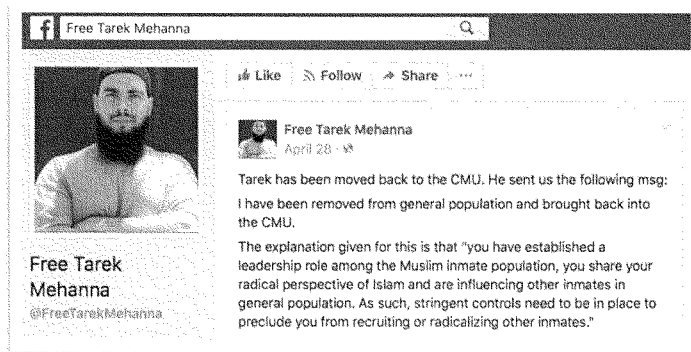 f Free Tarek Mehanna
Like Follow Share ...
Free Tarek Mehanna
April 28 ·
Tarek has been moved back to the CMU. He sent us the following msg:
I have been removed from general population and brought back into
the CMU.
The explanation given for this is that "you have established a
leadership role among the Muslim inmate population, you share your
radical perspective of Islam and are influencing other inmates in
general population. As such, stringent controls need to be in place to
preclude you from recruiting or radicalizing other inmates."
Free Tarek
Mehanna
@FreeTarekMehanna